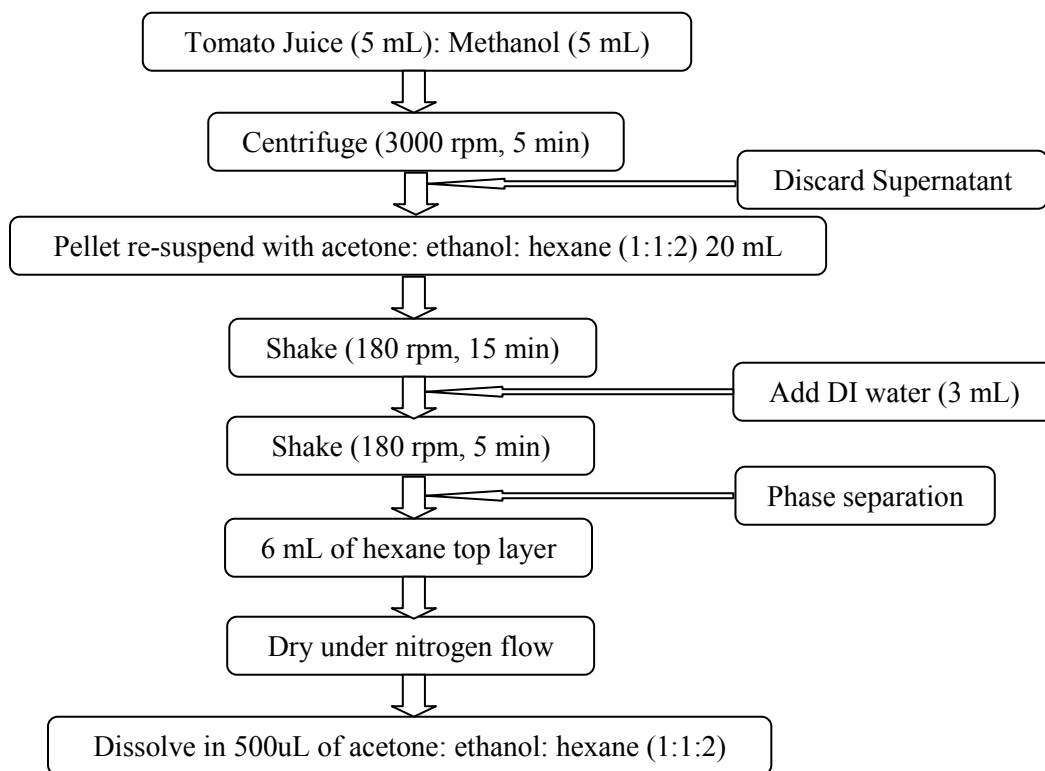 Tomato Juice (5 mL): Methanol (5 mL)
Centrifuge (3000 rpm, 5 min)
Discard Supernatant
Pellet re-suspend with acetone: ethanol: hexane (1:1:2) 20 mL
Shake (180 rpm, 15 min)
Add DI water (3 mL)
Shake (180 rpm, 5 min)
Phase separation
6 mL of hexane top layer
Dry under nitrogen flow
Dissolve in 500uL of acetone: ethanol: hexane (1:1:2)